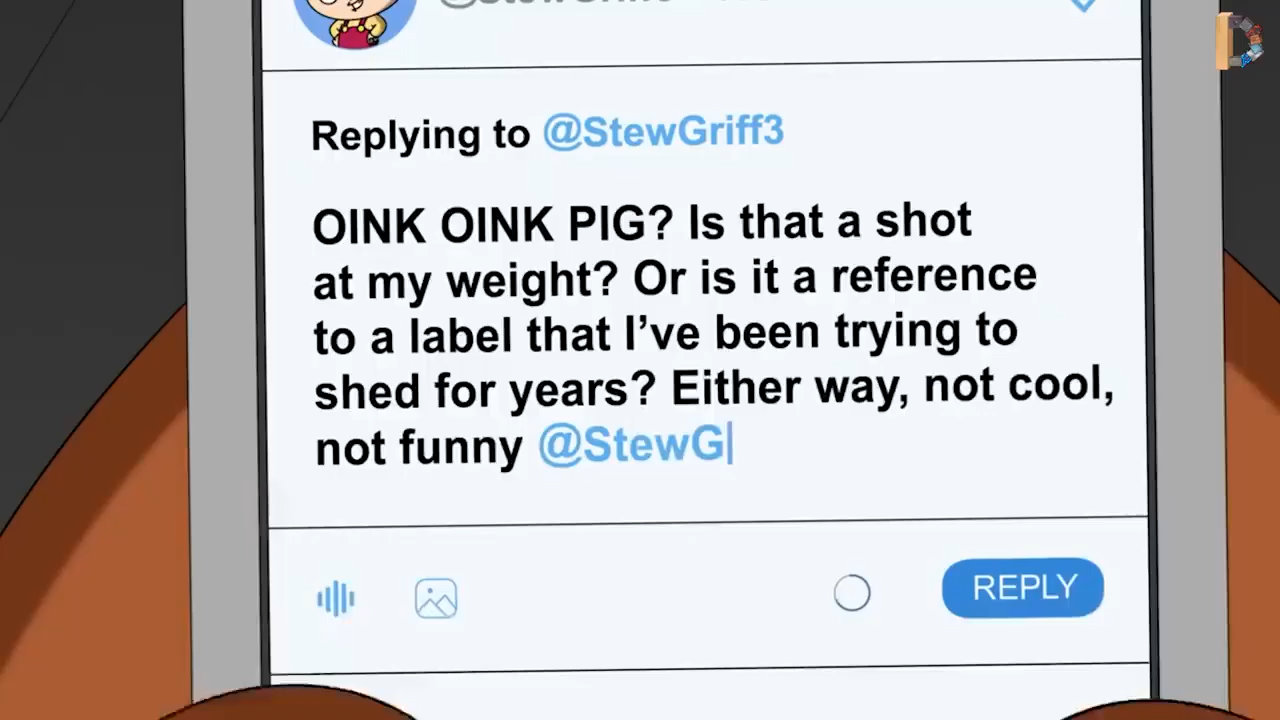 Replying to @StewGriff3
OINK OINK PIG? Is that a shot
at my weight? Or is it a reference
to a label that I’ve been trying to
shed for years? Either way, not cool,
not funny @StewG
REPLY